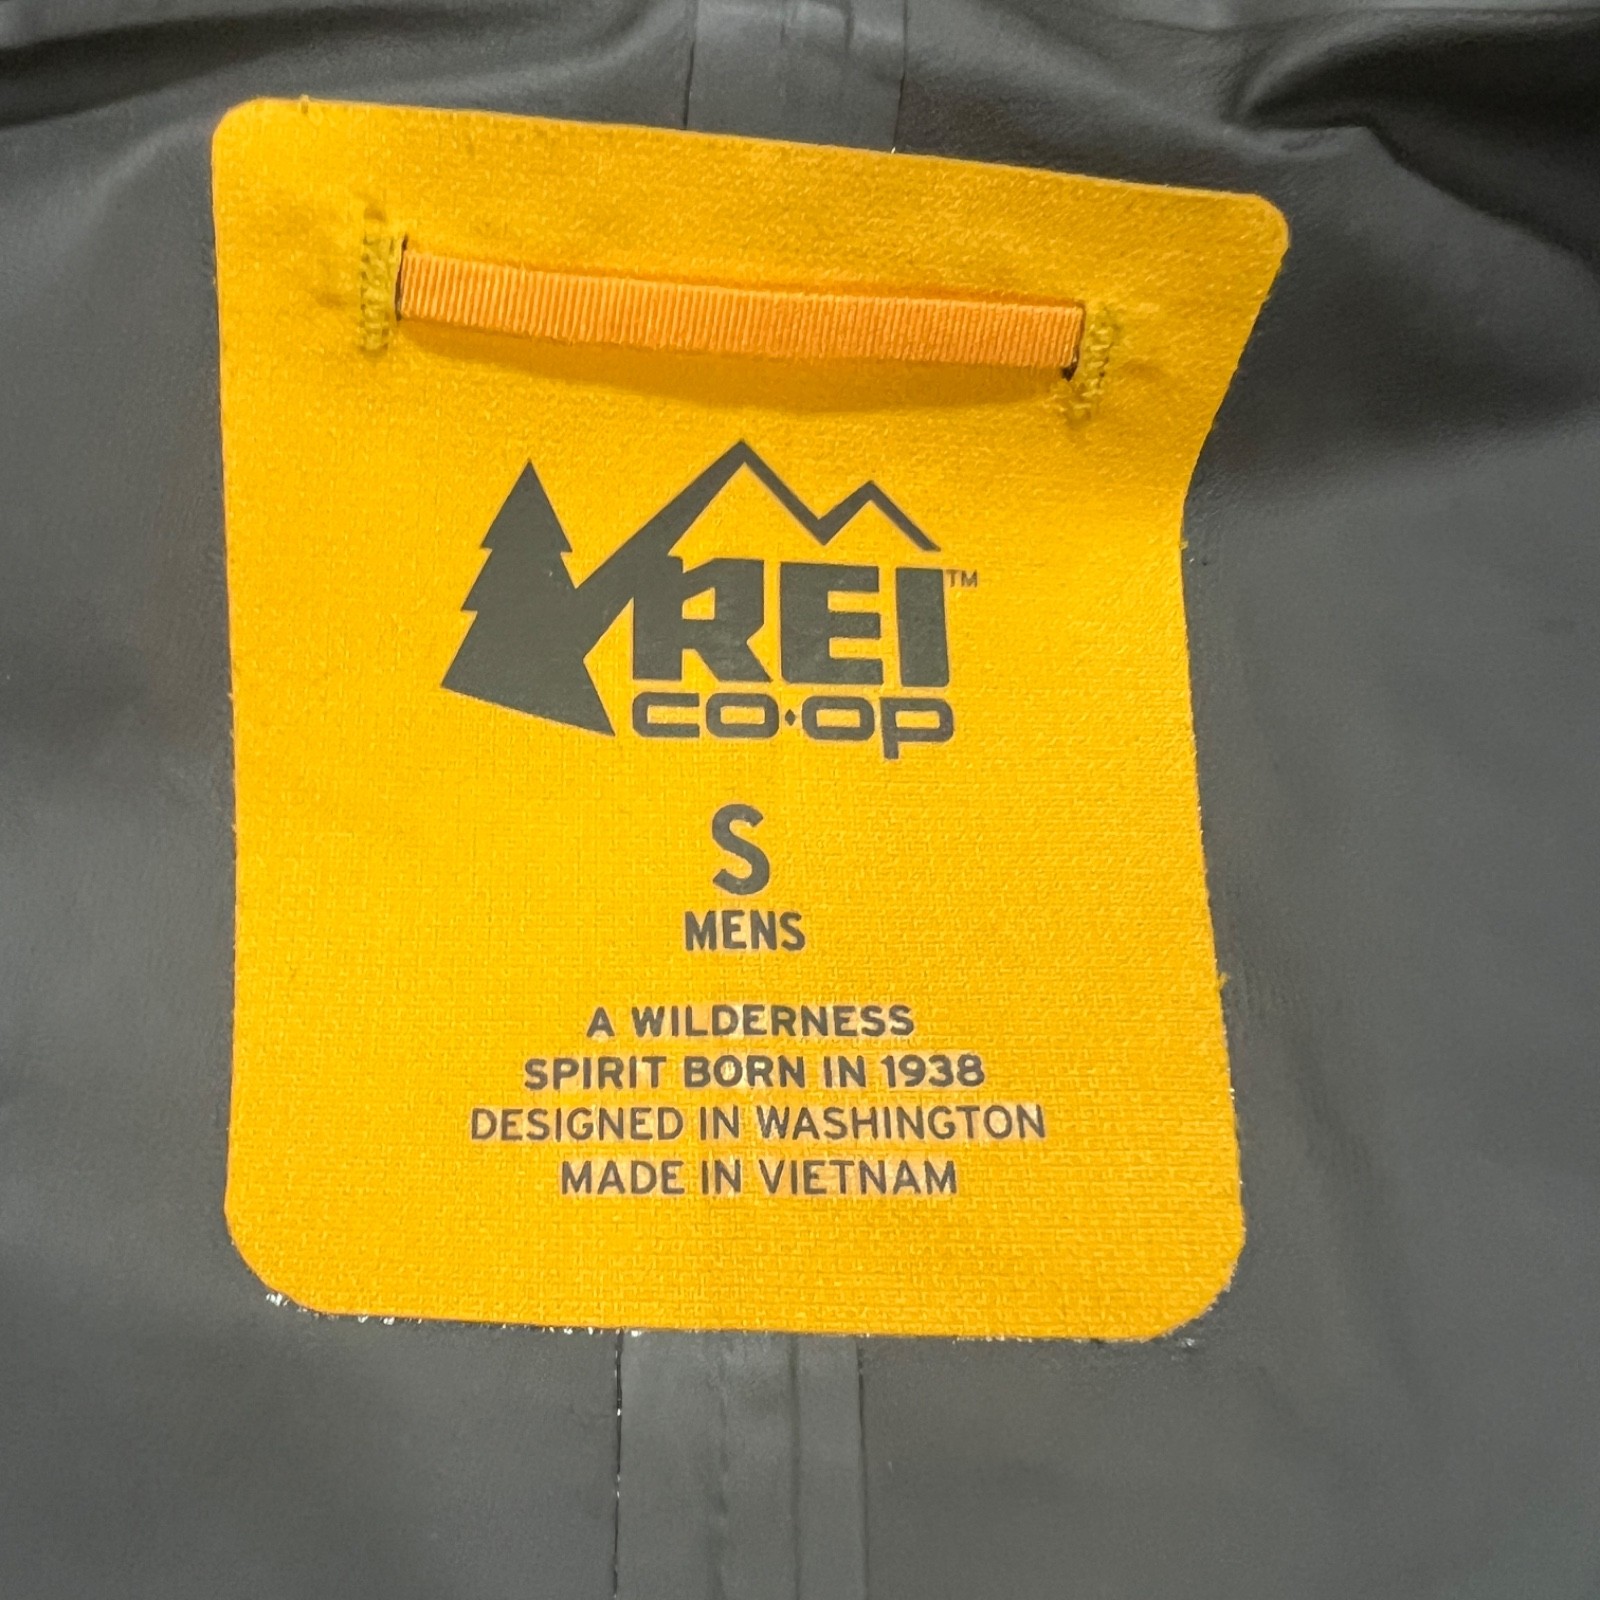 REI™
CO·OP
S
MENS
A WILDERNESS
SPIRIT BORN IN 1938
DESIGNED IN WASHINGTON
MADE IN VIETNAM